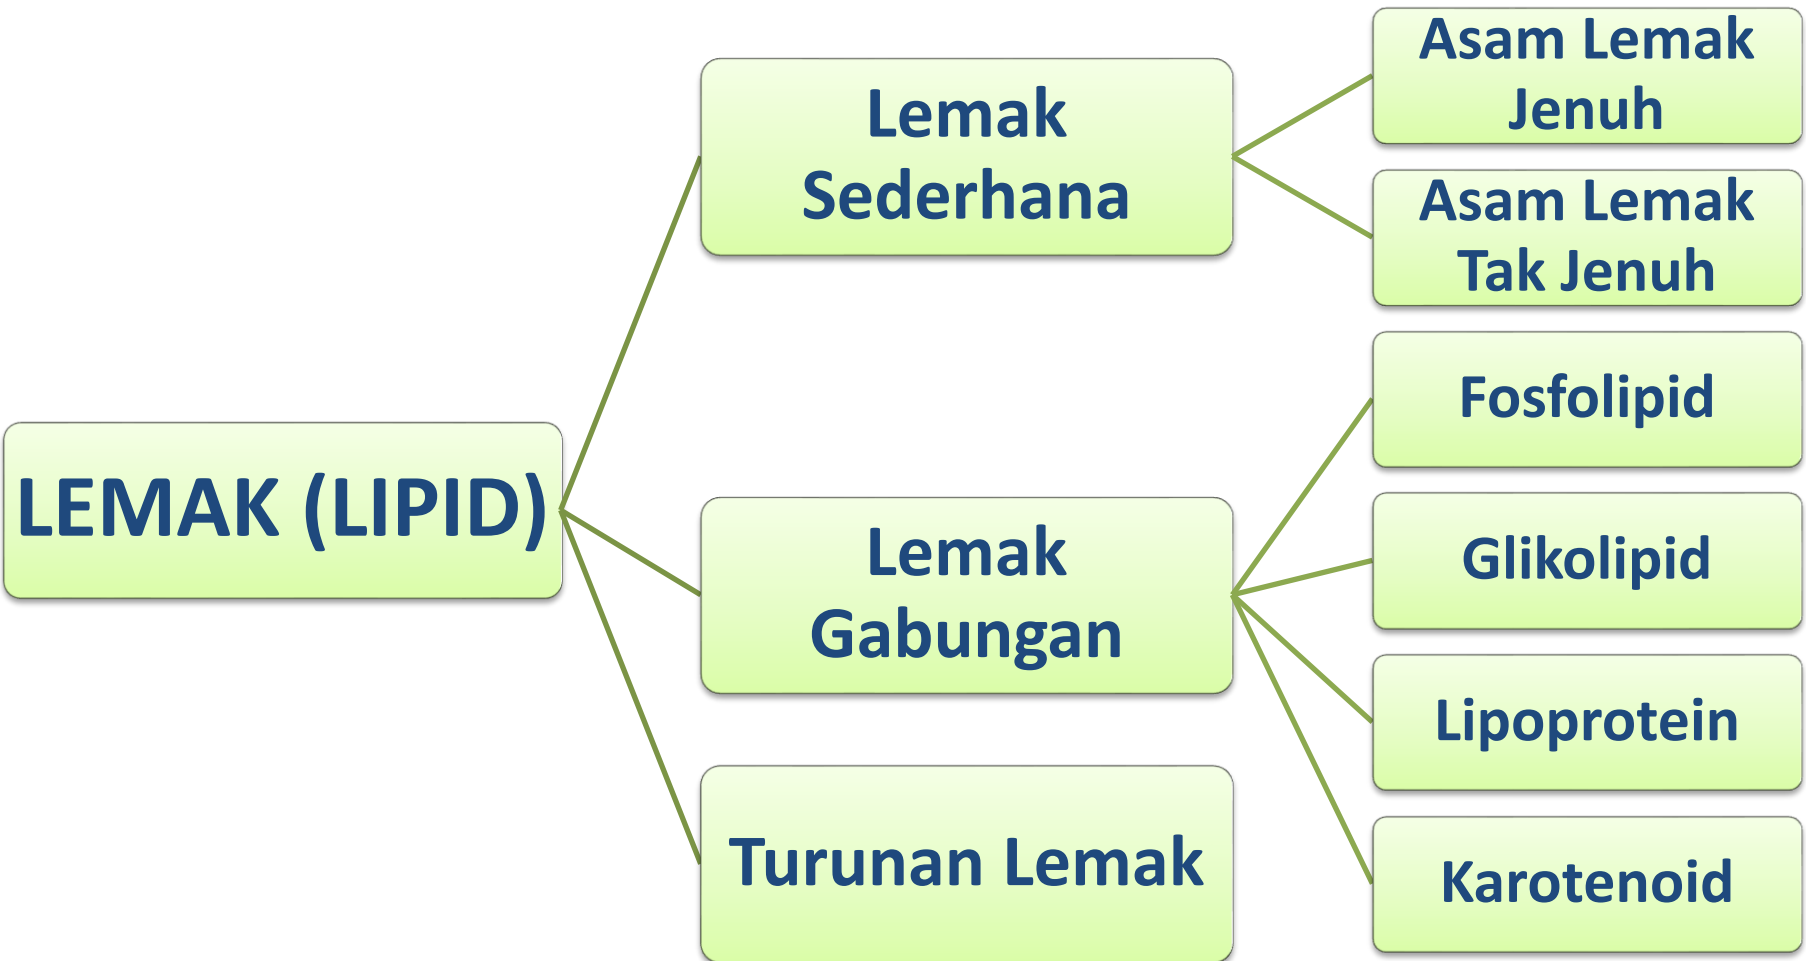 LEMAK (LIPID)
Lemak
Sederhana
Asam Lemak
Jenuh
Asam Lemak
Tak Jenuh
Lemak
Gabungan
Fosfolipid
Glikolipid
Lipoprotein
Karotenoid
Turunan Lemak